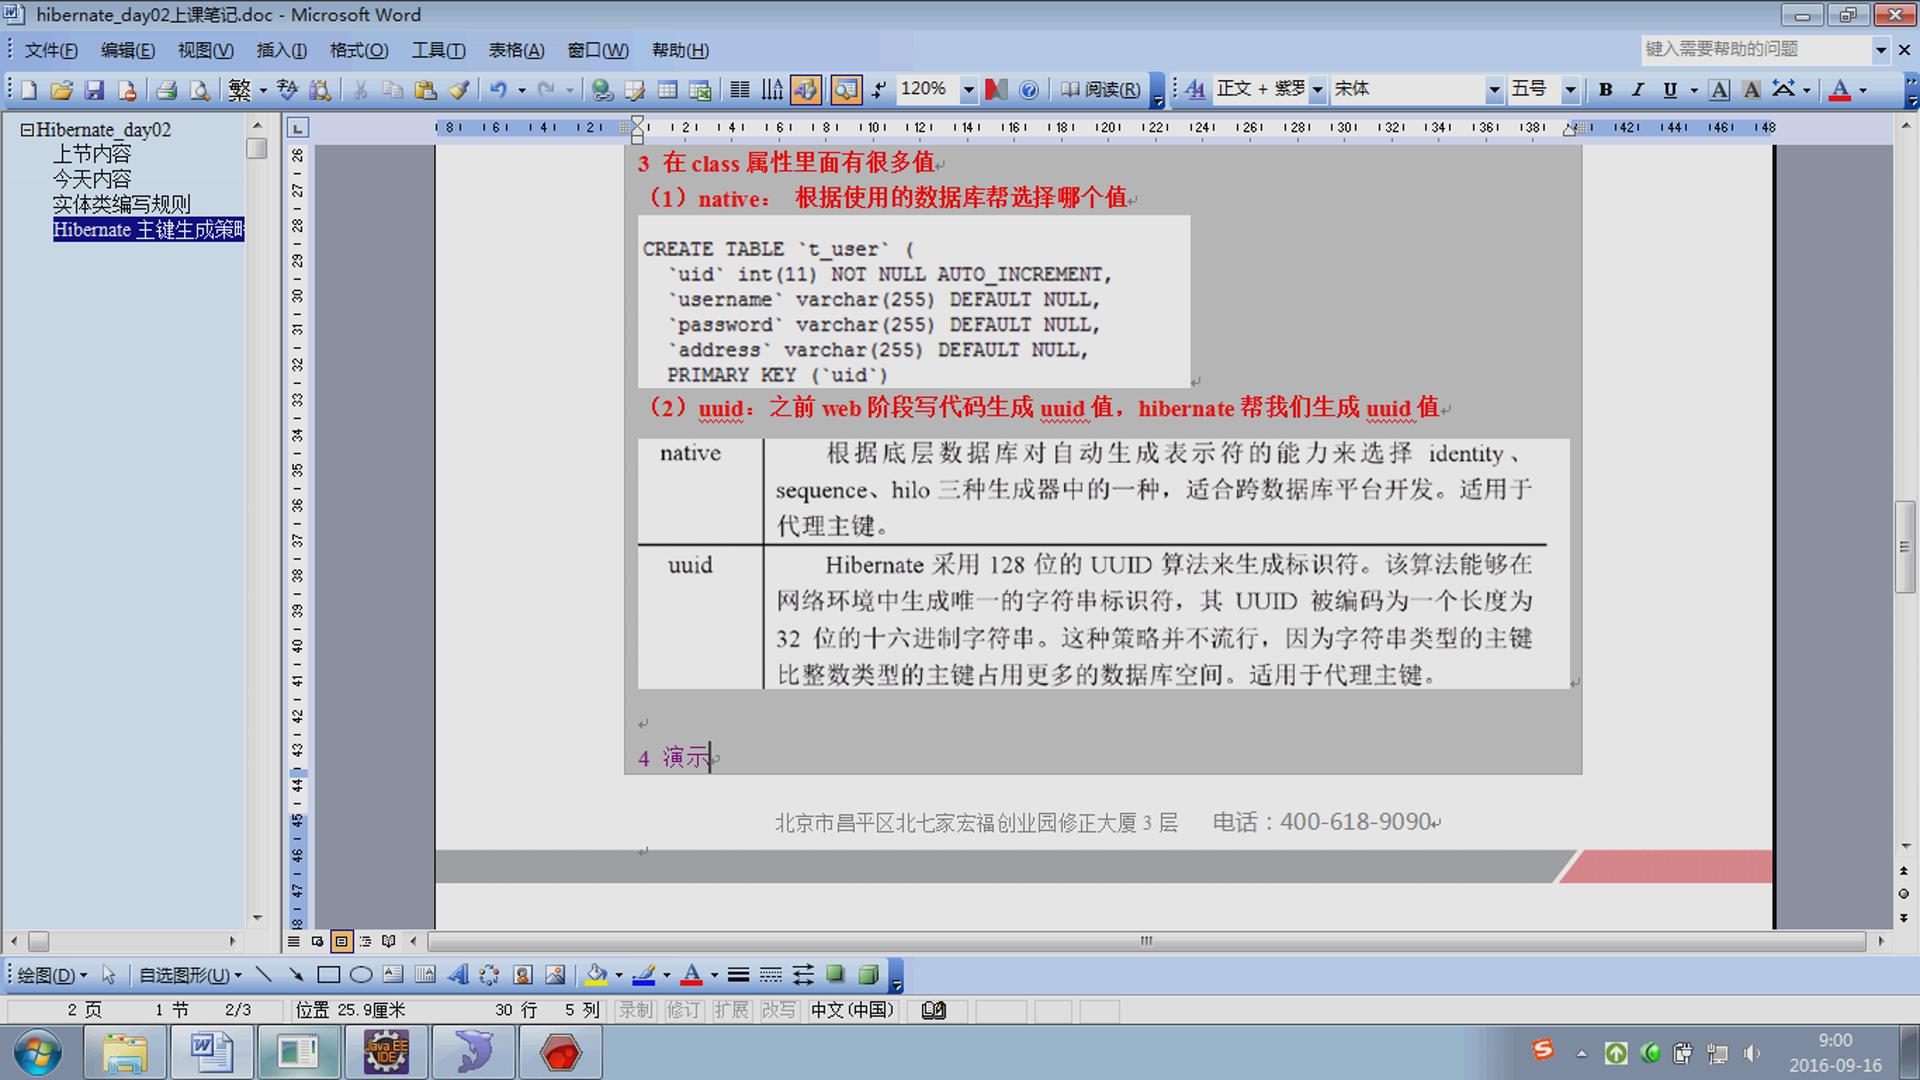 hibernate_day02上课笔记.doc - Microsoft Word
文件(F) 编辑(E) 视图(V) 插入(I) 格式(O) 工具(T) 表格(A) 窗口(W) 帮助(H)
键入需要帮助的问题
繁 120% 阅读(R) 正文 + 紫罗 宋体 五号 B I U A A A
Hibernate_day02
上节内容
今天内容
实体类编写规则
Hibernate 主键生成策略
3 在 class 属性里面有很多值
（1）native： 根据使用的数据库帮选择哪个值
CREATE TABLE `t_user` (
`uid` int(11) NOT NULL AUTO_INCREMENT,
`username` varchar(255) DEFAULT NULL,
`password` varchar(255) DEFAULT NULL,
`address` varchar(255) DEFAULT NULL,
PRIMARY KEY (`uid`)
（2）uuid：之前 web 阶段写代码生成 uuid 值，hibernate 帮我们生成 uuid 值
native 根据底层数据库对自动生成表示符的能力来选择 identity、
sequence、hilo 三种生成器中的一种，适合跨数据库平台开发。适用于
代理主键。
uuid Hibernate 采用 128 位的 UUID 算法来生成标识符。该算法能够在
网络环境中生成唯一的字符串标识符，其 UUID 被编码为一个长度为
32 位的十六进制字符串。这种策略并不流行，因为字符串类型的主键
比整数类型的主键占用更多的数据库空间。适用于代理主键。
4 演示
北京市昌平区北七家宏福创业园修正大厦 3 层 电话：400-618-9090
绘图(D) 自选图形(U)
2 页 1 节 2/3 位置 25.9厘米 30 行 5 列 录制 修订 扩展 改写 中文(中国)
Java EE
IDE
9:00
2016-09-16